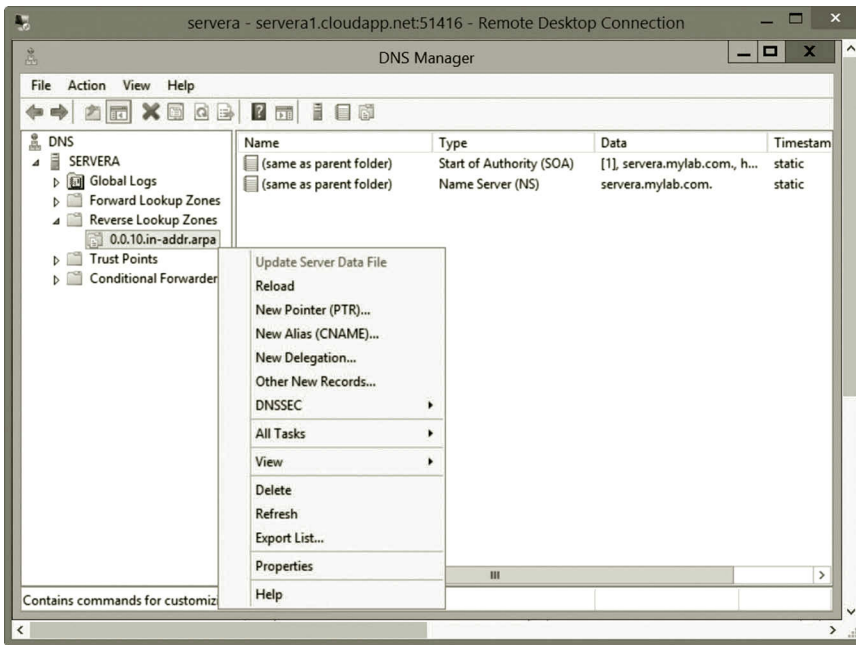 servera - servera1.cloudapp.net:51416 - Remote Desktop Connection
DNS Manager
File Action View Help
DNS
SERVERA
Global Logs
Forward Lookup Zones
Reverse Lookup Zones
0.0.10.in-addr.arpa
Trust Points
Conditional Forwarder
Name Type Data Timestam
(same as parent folder) Start of Authority (SOA) [1], servera.mylab.com., h... static
(same as parent folder) Name Server (NS) servera.mylab.com. static
Update Server Data File
Reload
New Pointer (PTR)...
New Alias (CNAME)...
New Delegation...
Other New Records...
DNSSEC
All Tasks
View
Delete
Refresh
Export List...
Properties
Help
Contains commands for customiz